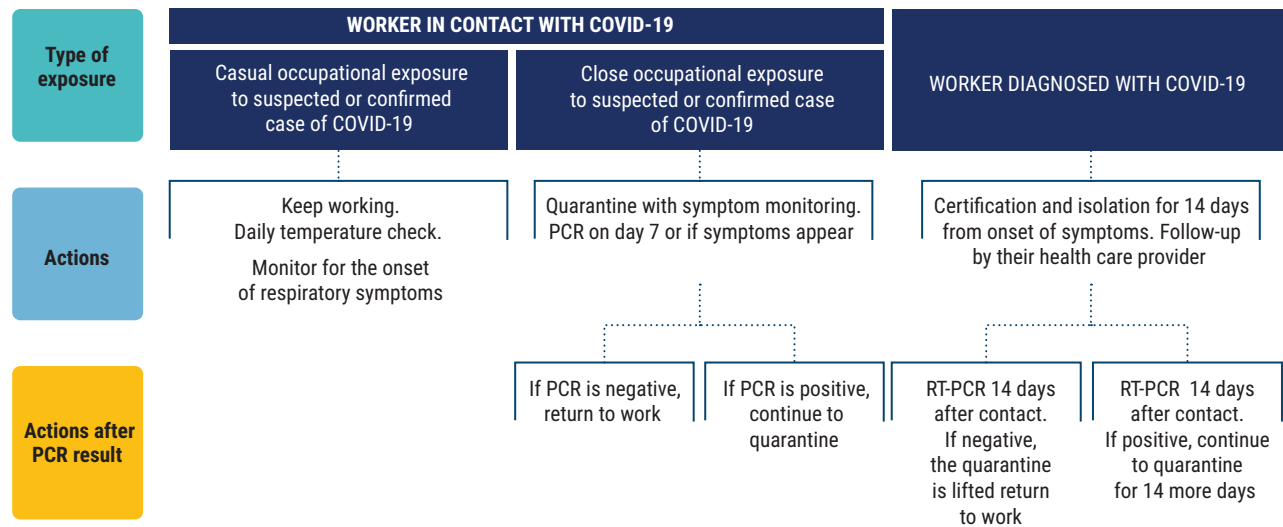 Type of
exposure
WORKER IN CONTACT WITH COVID-19
Casual occupational exposure
to suspected or confirmed
case of COVID-19
Close occupational exposure
to suspected or confirmed case
of COVID-19
WORKER DIAGNOSED WITH COVID-19
Actions
Keep working.
Daily temperature check.
Monitor for the onset
of respiratory symptoms
Quarantine with symptom monitoring.
PCR on day 7 or if symptoms appear
Certification and isolation for 14 days
from onset of symptoms. Follow-up
by their health care provider
Actions after
PCR result
If PCR is negative,
return to work
If PCR is positive,
continue to
quarantine
RT-PCR 14 days
after contact.
If negative,
the quarantine
is lifted return
to work
RT-PCR 14 days
after contact.
If positive, continue
to quarantine
for 14 more days